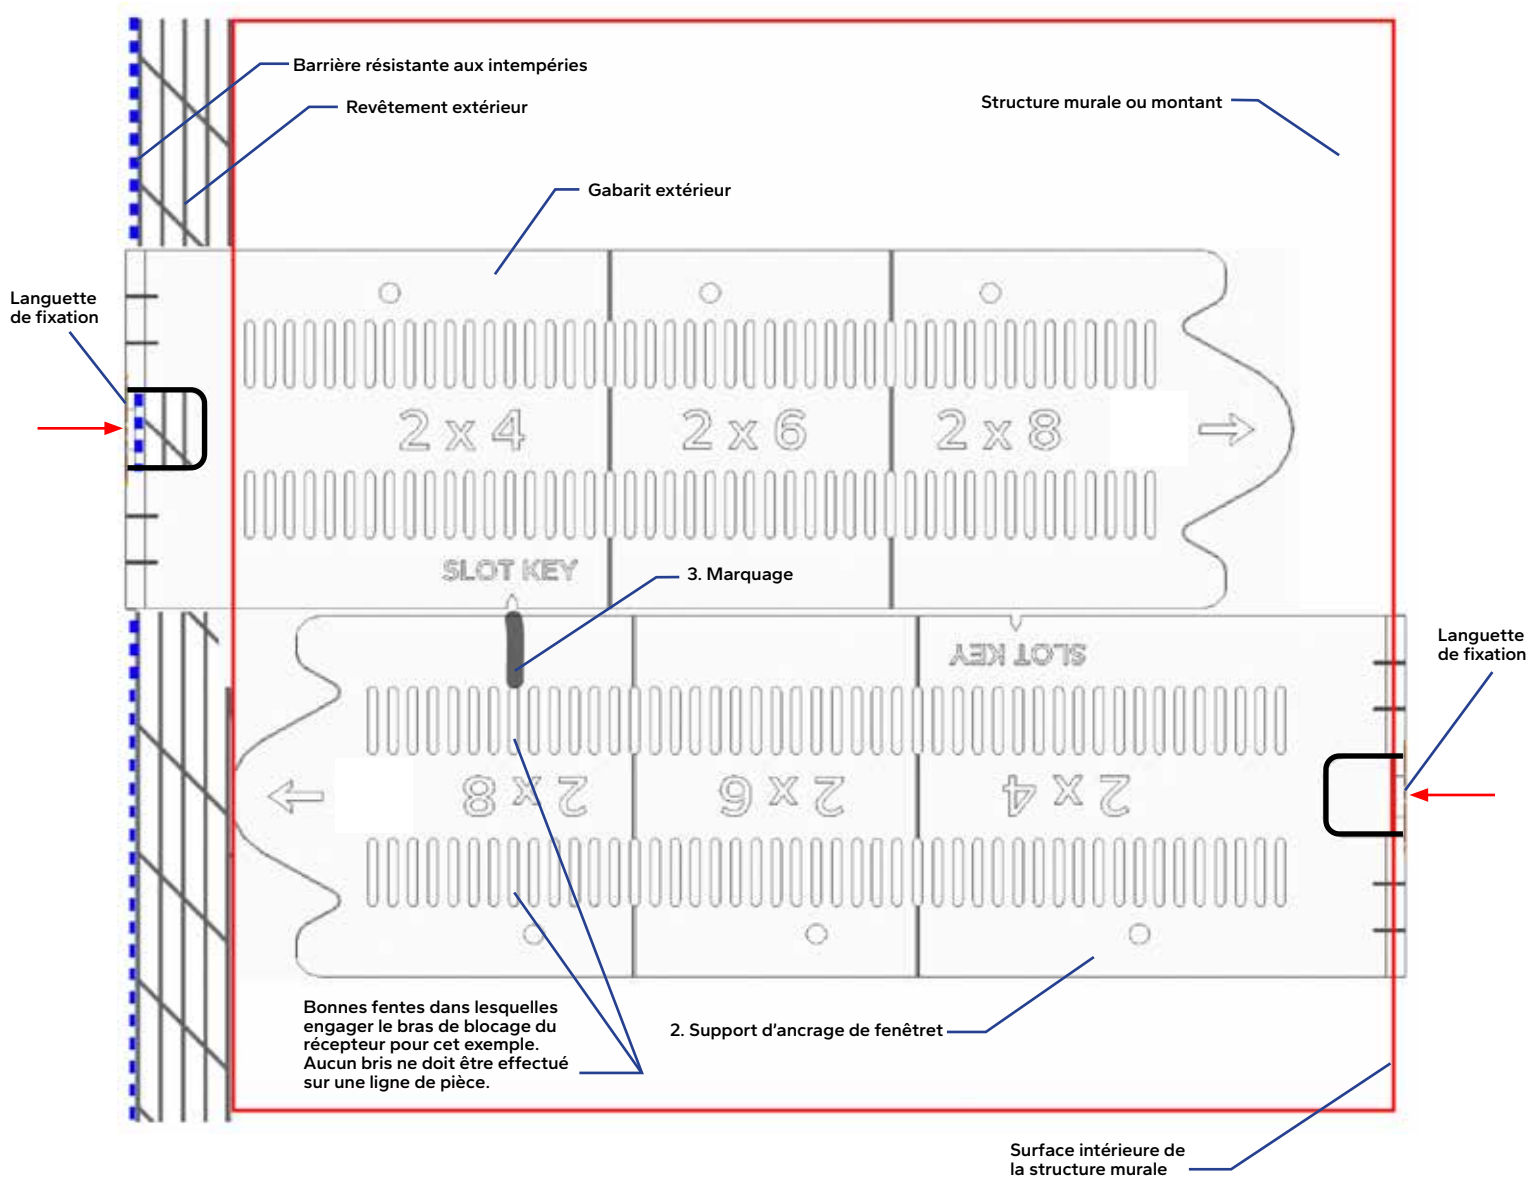 Barrière résistante aux intempéries
Revêtement extérieur
Structure murale ou montant
Gabarit extérieur
Languette
de fixation
2 x 4
2 x 6
2 x 8
SLOT KEY
3. Marquage
SLOT KEY
Languette
de fixation
2 x 8
2 x 6
2 x 4
Bonnes fentes dans lesquelles
engager le bras de blocage du
récepteur pour cet exemple.
Aucun bris ne doit être effectué
sur une ligne de pièce.
2. Support d'ancrage de fenêtret
Surface intérieure de
la structure murale